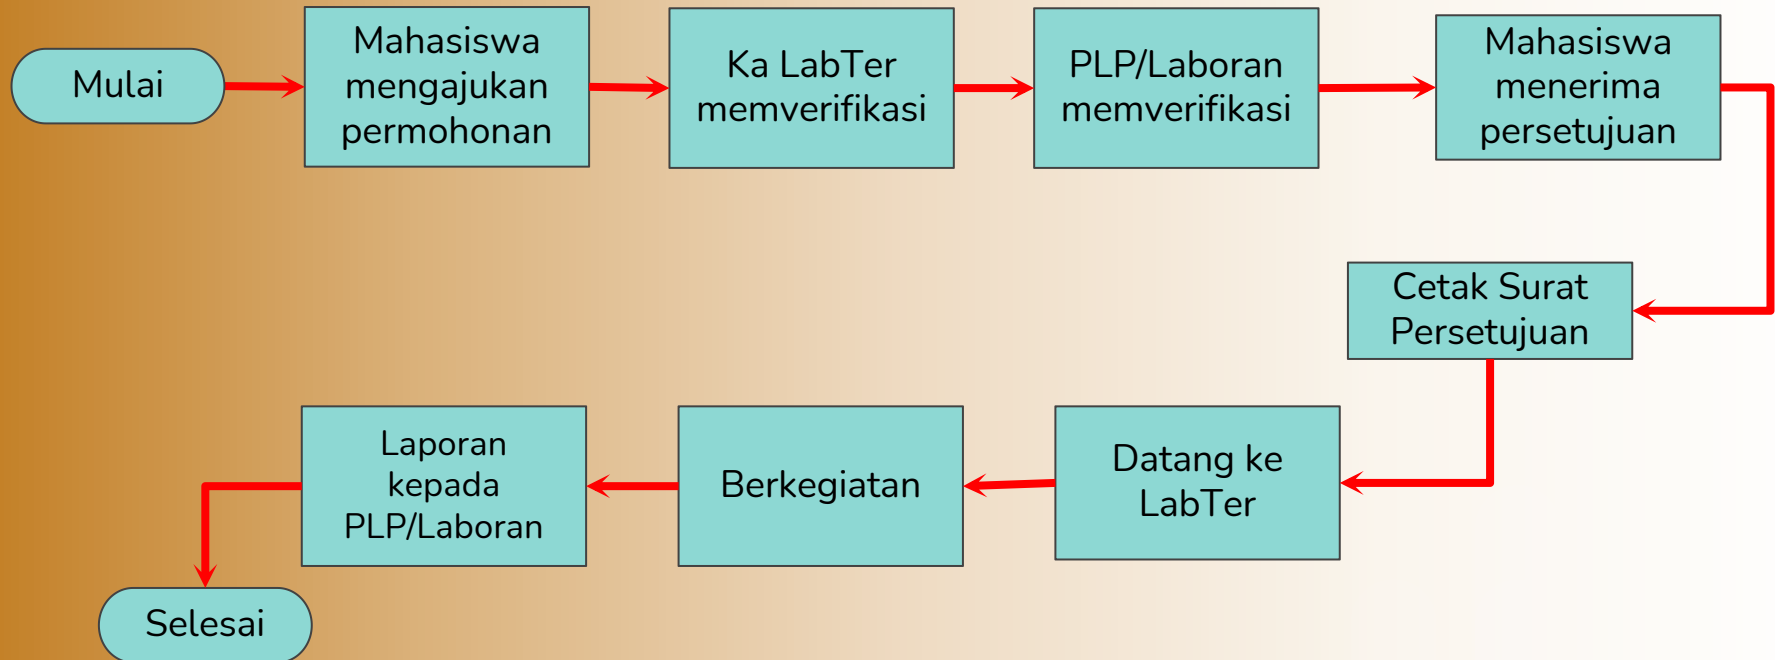 Mulai
Mahasiswa
mengajukan
permohonan
Ka LabTer
memverifikasi
PLP/Laboran
memverifikasi
Mahasiswa
menerima
persetujuan
Cetak Surat
Persetujuan
Datang ke
LabTer
Berkegiatan
Laporan
kepada
PLP/Laboran
Selesai